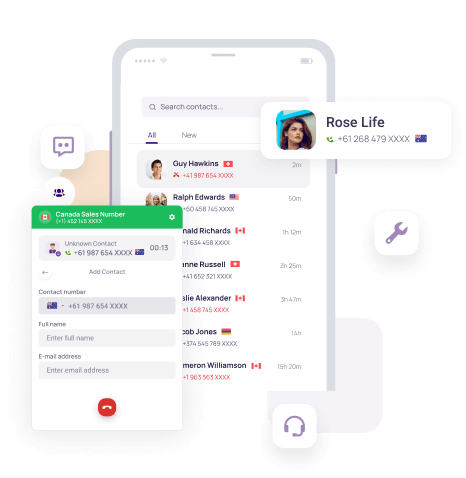 Search contacts...
All
New
Rose Life
+61 268 479 XXXX
Guy Hawkins
2m
+41 987 654 XXXX
Ralph Edwards
50m
+60 458 745 XXXX
nald Richards
1h 12m
+1 634 458 XXXX
nne Russell
3h 25m
+41 652 321 XXXX
slie Alexander
3h 47m
+1 458 745 XXXX
ob Jones
14h
+374 545 789 XXXX
meron Williamson
15h 20m
+1 963 563 XXXX
Canada Sales Number
(+1) 452 145 XXXX
Unknown Contact
+61 987 654 XXXX
00:13
Add Contact
Contact number
- +61 987 654 XXXX
Full name
Enter full name
E-mail address
Enter email address